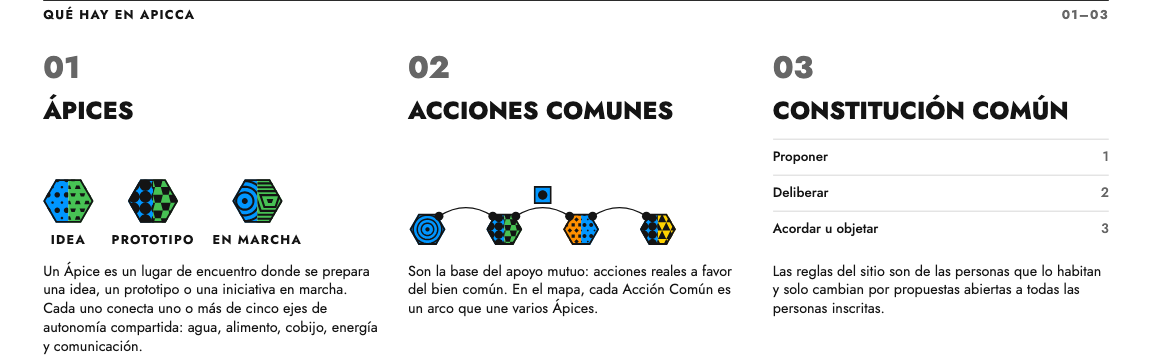 QUÉ HAY EN APICCA
01—03
01
ÁPICES
IDEA
PROTOTIPO
EN MARCHA
Un Ápice es un lugar de encuentro donde se prepara
una idea, un prototipo o una iniciativa en marcha.
Cada uno conecta uno o más de cinco ejes de
autonomía compartida: agua, alimento, cobijo, energía
y comunicación.
02
ACCIONES COMUNES
Son la base del apoyo mutuo: acciones reales a favor
del bien común. En el mapa, cada Acción Común es
un arco que une varios Ápices.
03
CONSTITUCIÓN COMÚN
Proponer 1
Deliberar 2
Acordar u objetar 3
Las reglas del sitio son de las personas que lo habitan
y solo cambian por propuestas abiertas a todas las
personas inscritas.